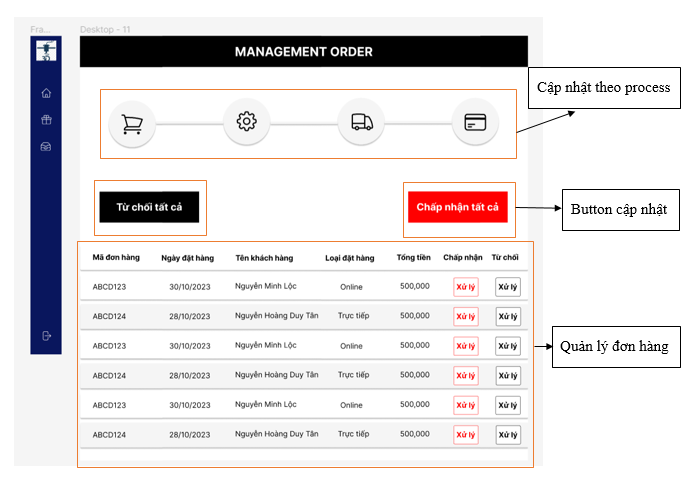 Fra...
Desktop - 11
3D
MANAGEMENT ORDER
Cập nhật theo process
Từ chối tất cả
Chấp nhận tất cả
Button cập nhật
Mã đơn hàng Ngày đặt hàng Tên khách hàng Loại đặt hàng Tổng tiền Chấp nhận Từ chối
ABCD123 30/10/2023 Nguyễn Minh Lộc Online 500,000 Xử lý Xử lý
ABCD124 28/10/2023 Nguyễn Hoàng Duy Tân Trực tiếp 500,000 Xử lý Xử lý
ABCD123 30/10/2023 Nguyễn Minh Lộc Online 500,000 Xử lý Xử lý
Quản lý đơn hàng
ABCD124 28/10/2023 Nguyễn Hoàng Duy Tân Trực tiếp 500,000 Xử lý Xử lý
ABCD123 30/10/2023 Nguyễn Minh Lộc Online 500,000 Xử lý Xử lý
ABCD124 28/10/2023 Nguyễn Hoàng Duy Tân Trực tiếp 500,000 Xử lý Xử lý